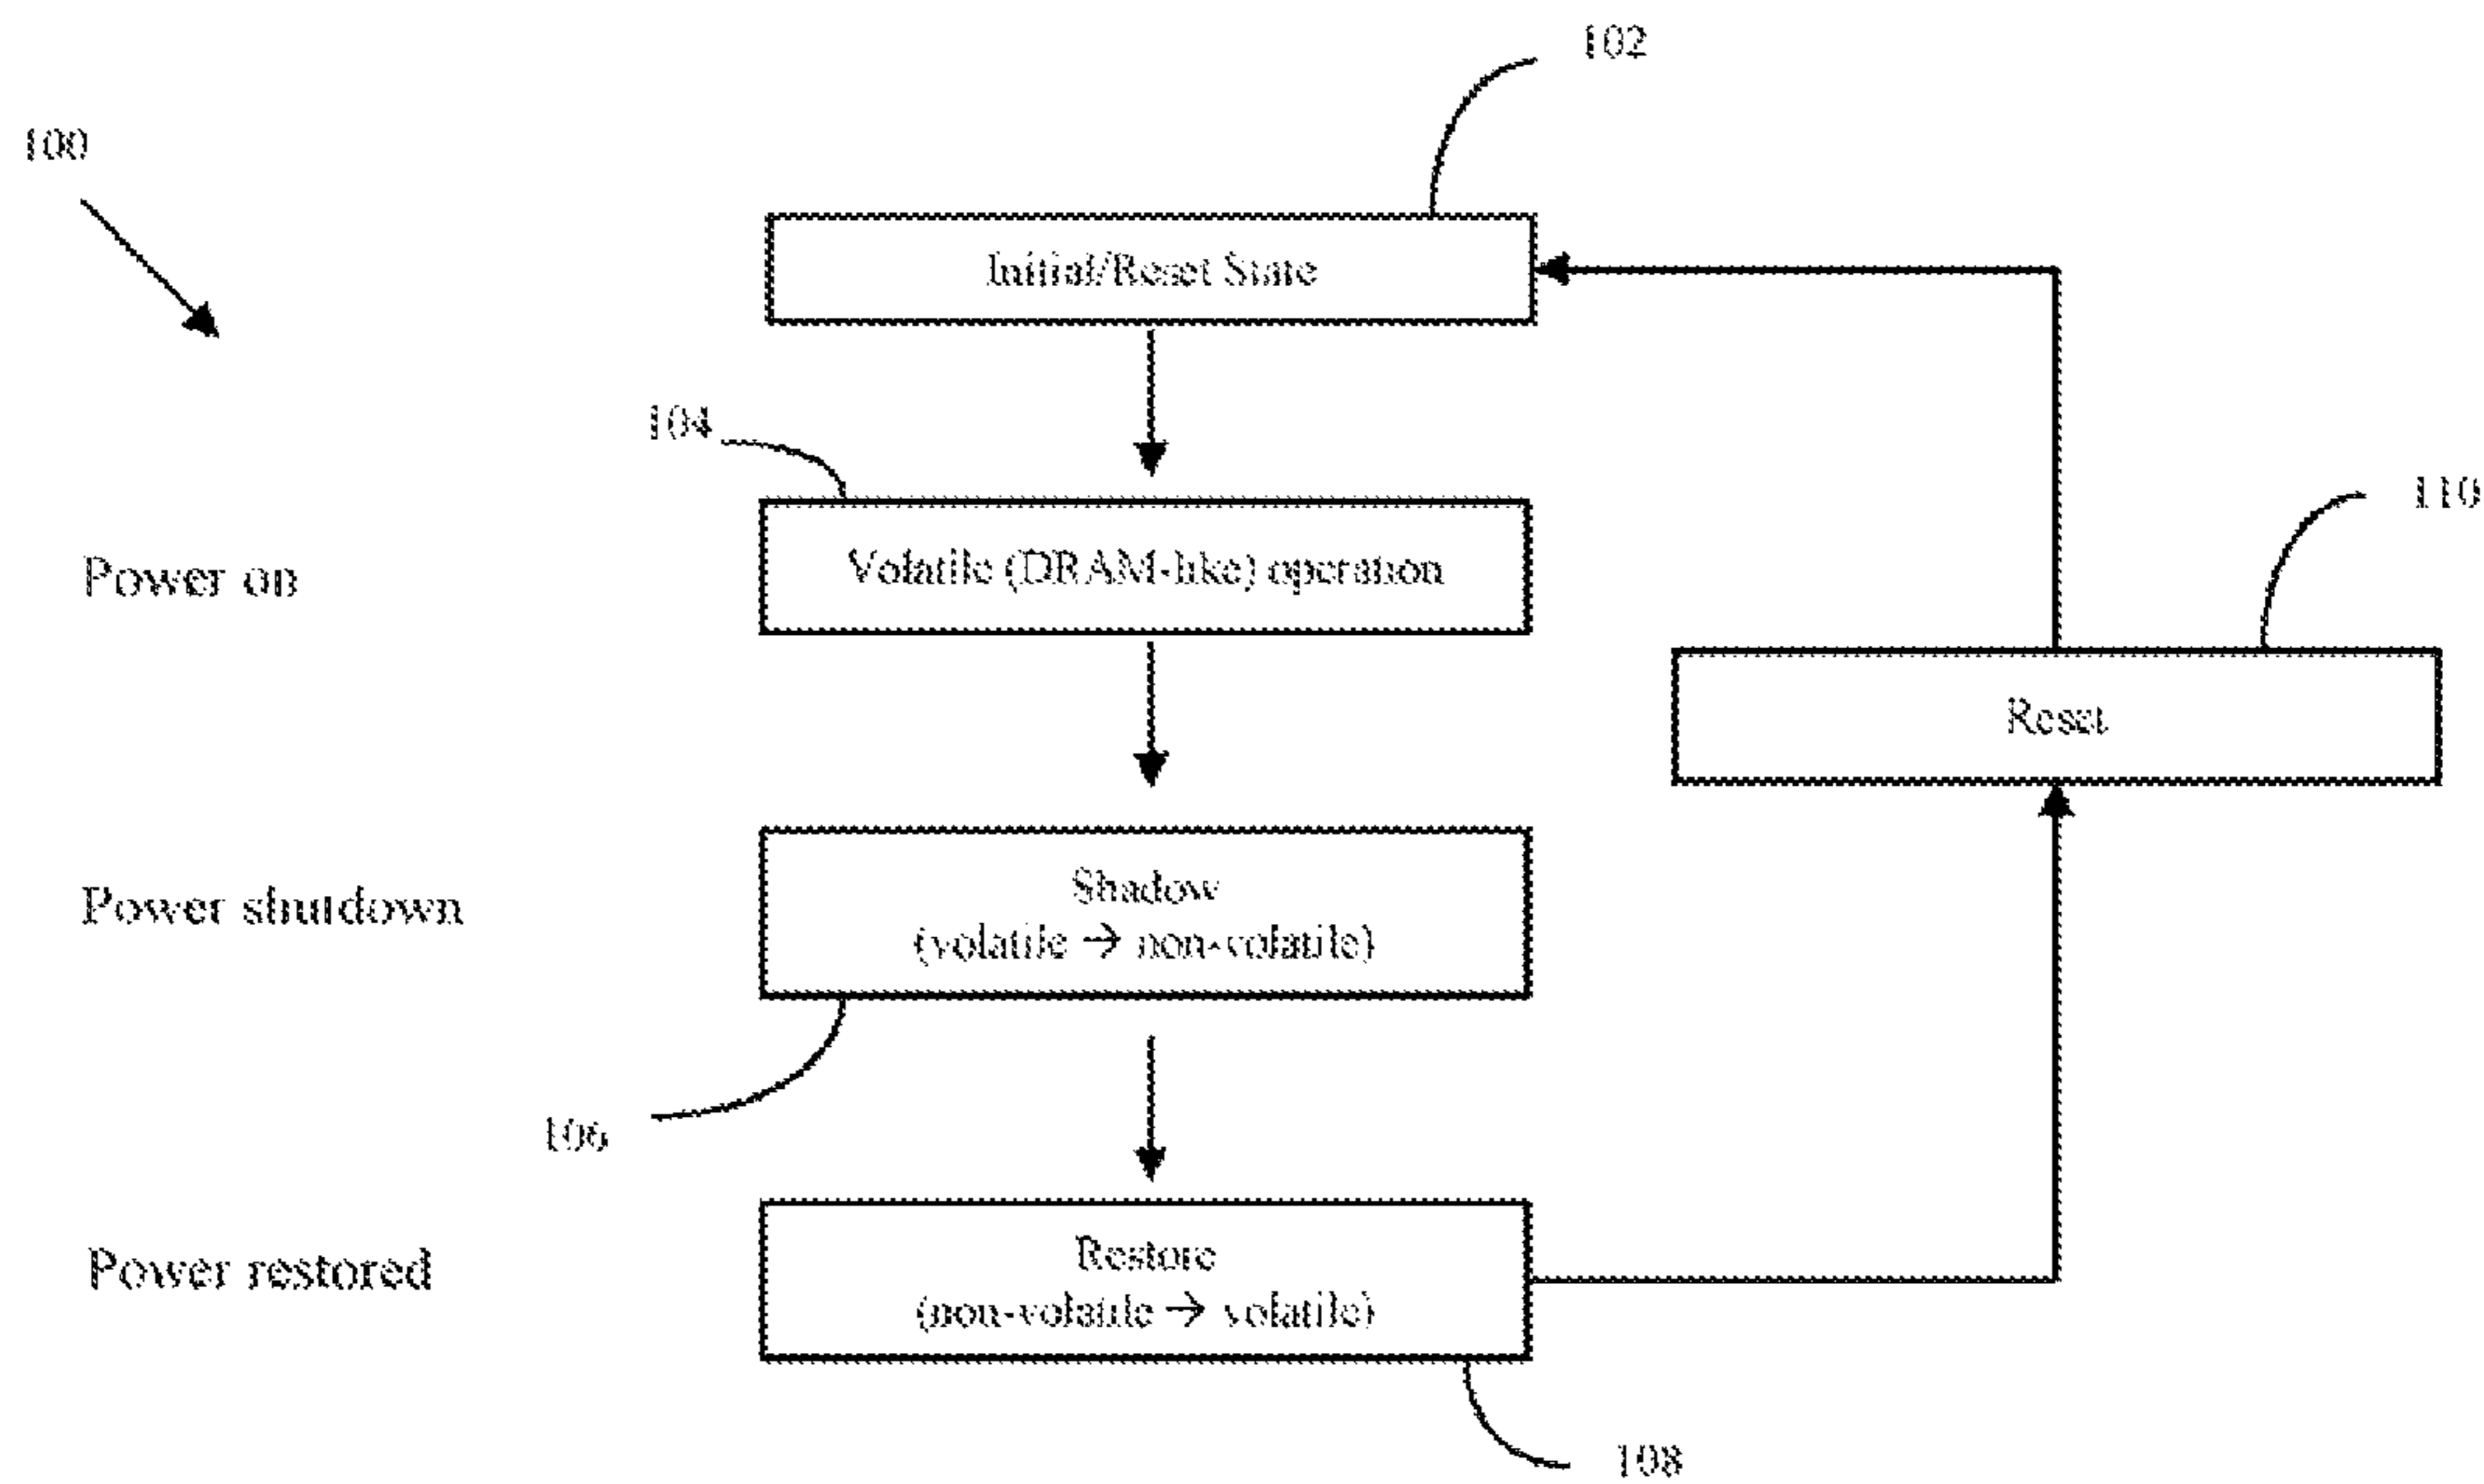 102
100
Initial/Reset State
104
110
Power on
Volatile (DRAM-like) operation
Reset
Power shutdown
Shadow
(volatile → non-volatile)
106
Power restored
Restore
(non-volatile → volatile)
108